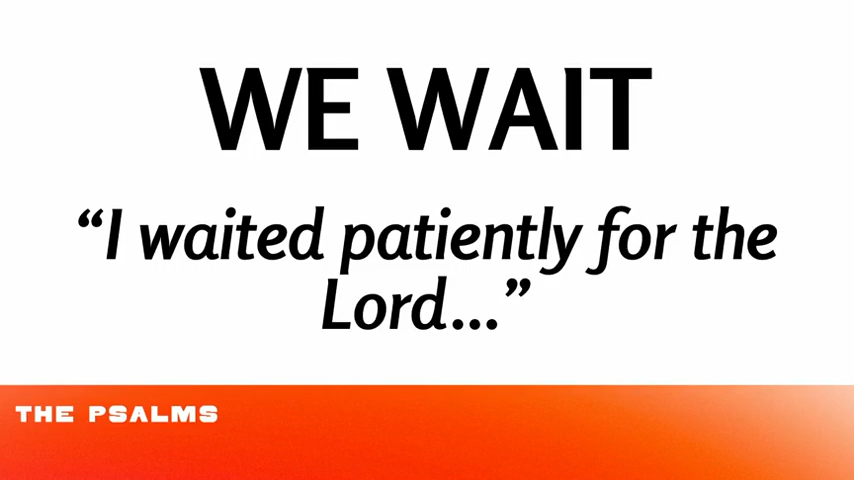 WE WAIT
“I waited patiently for the
Lord...”
THE PSALMS